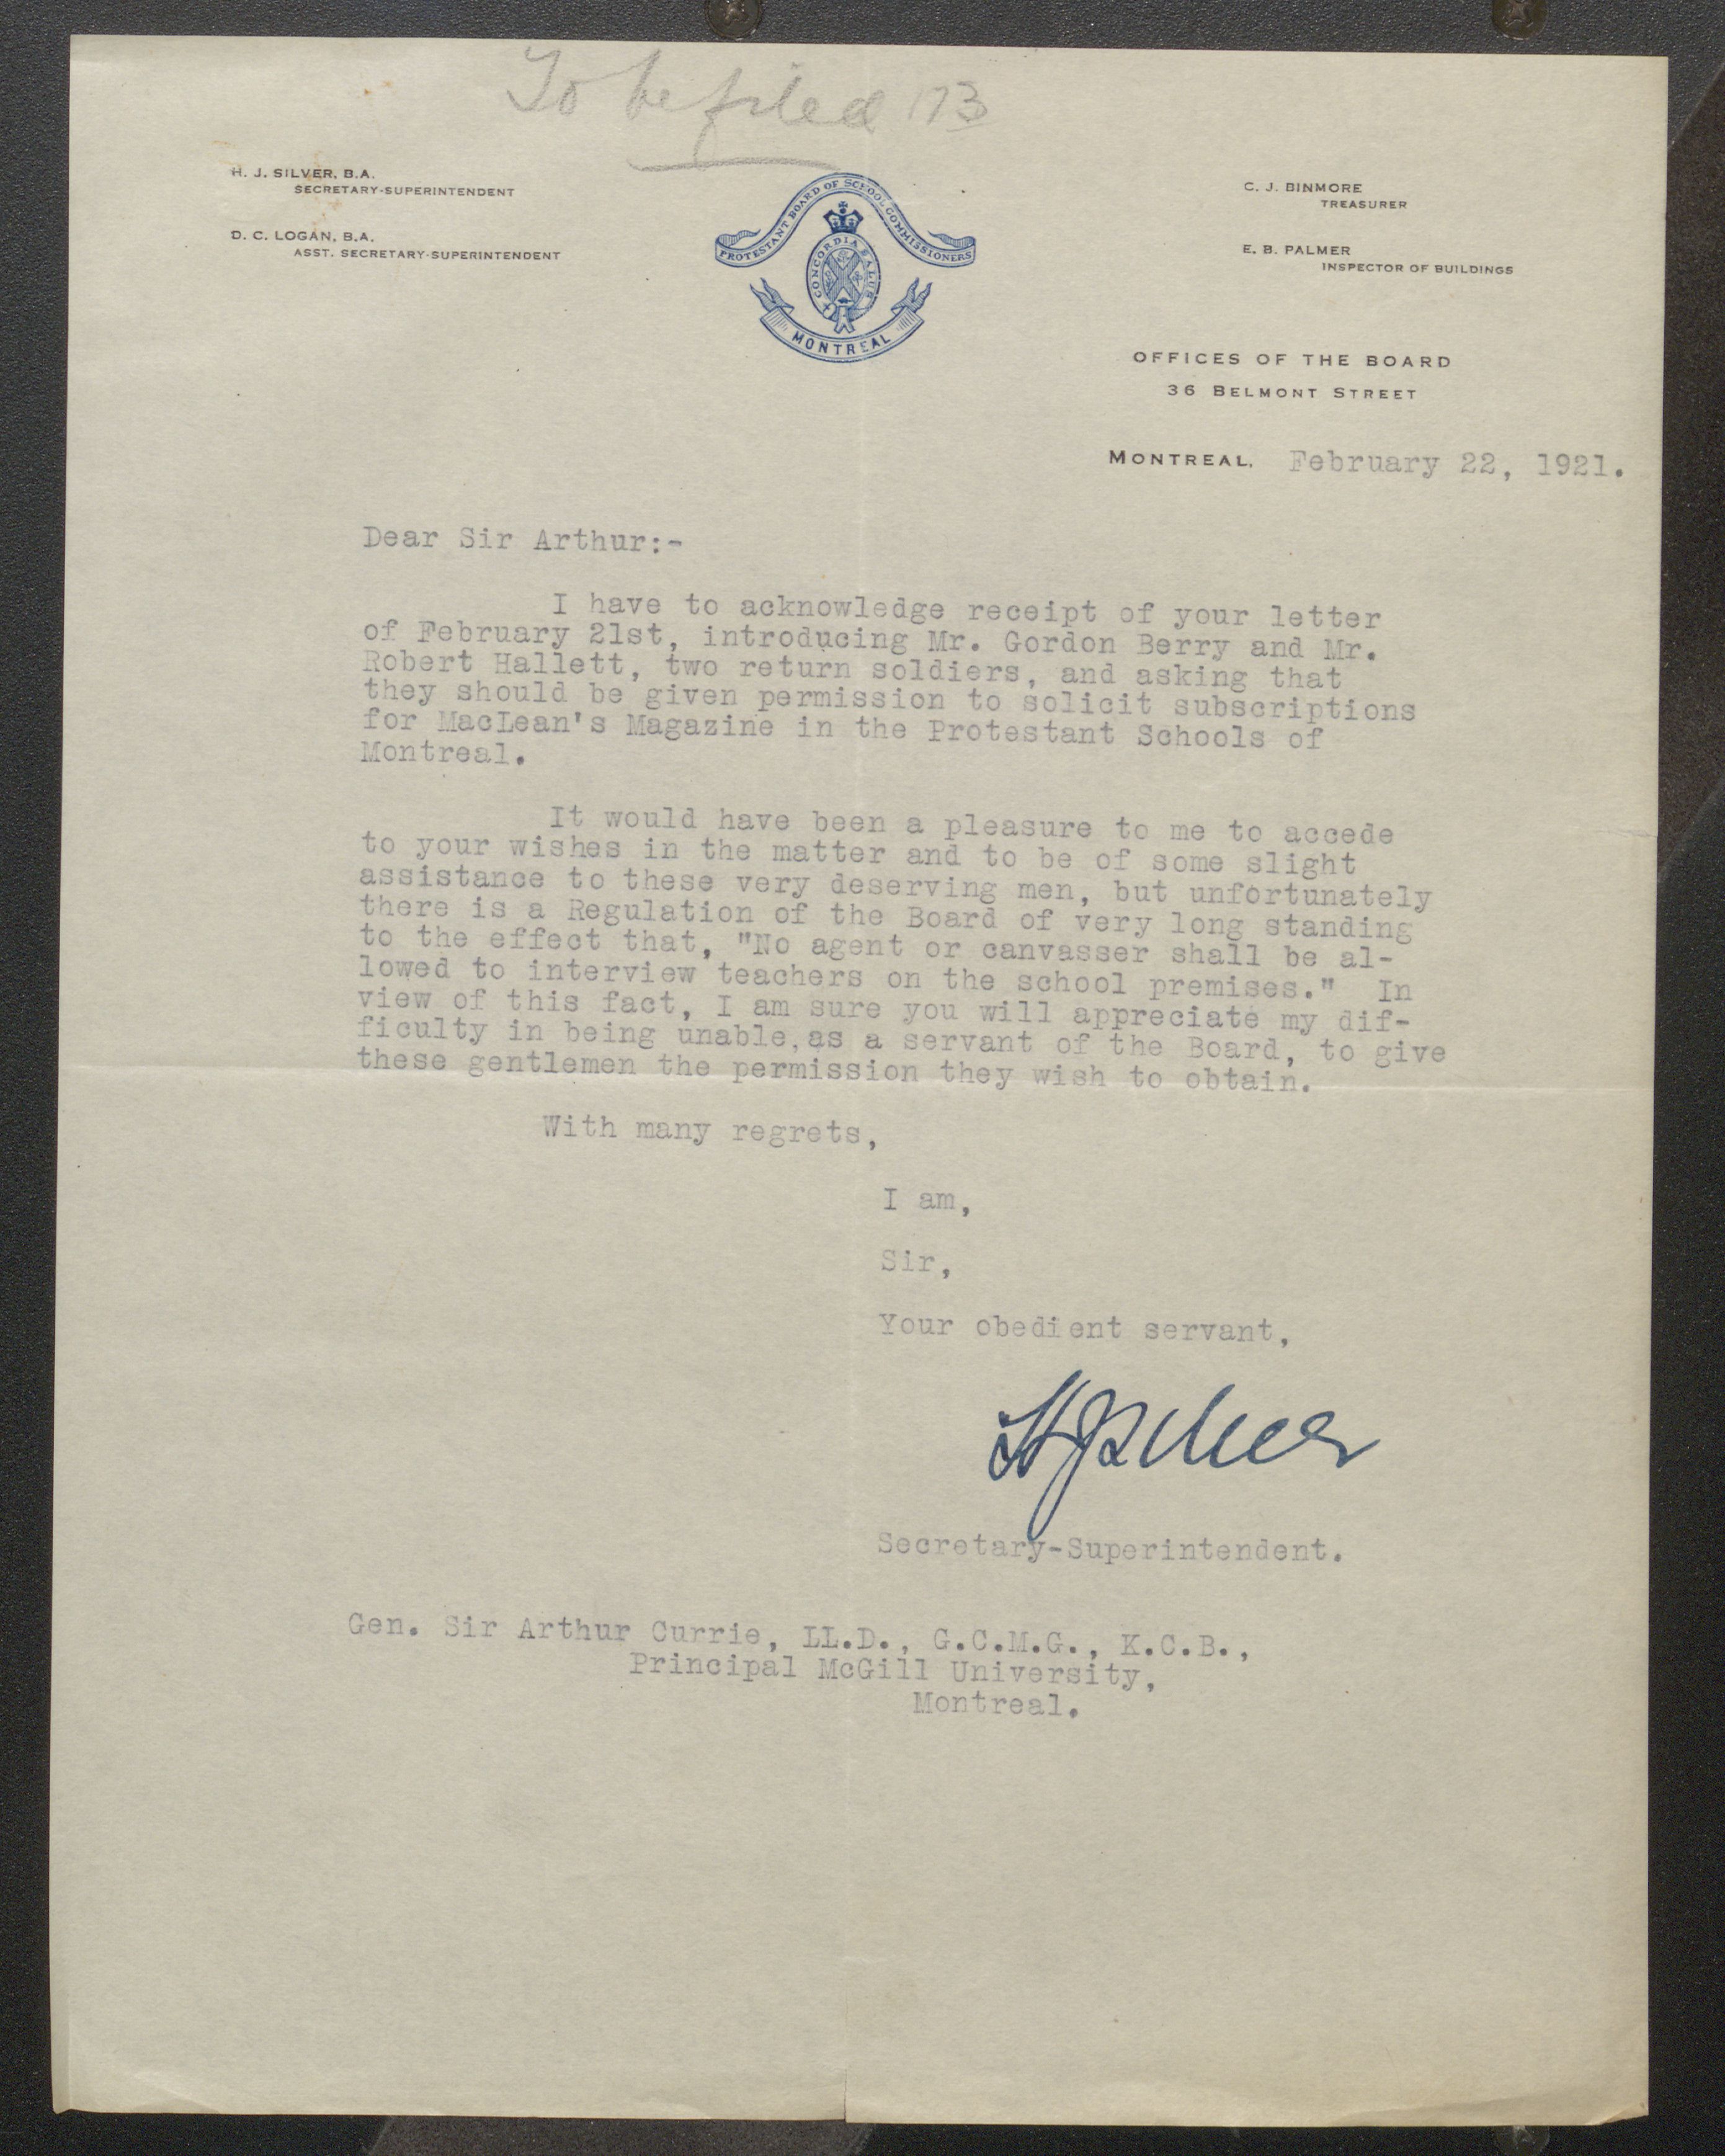 To be filed 173
H. J. SILVER, B.A.
SECRETARY-SUPERINTENDENT
D. C. LOGAN, B.A.
ASST. SECRETARY-SUPERINTENDENT
PROTESTANT BOARD OF SCHOOL COMMISSIONERS
CONCORDIA SALUS
MONTREAL
C. J. BINMORE
TREASURER
E. B. PALMER
INSPECTOR OF BUILDINGS
OFFICES OF THE BOARD
36 BELMONT STREET
MONTREAL, February 22, 1921.
Dear Sir Arthur:-
I have to acknowledge receipt of your letter
of February 21st, introducing Mr. Gordon Berry and Mr.
Robert Hallett, two return soldiers, and asking that
they should be given permission to solicit subscriptions
for MacLean's Magazine in the Protestant Schools of
Montreal.
It would have been a pleasure to me to accede
to your wishes in the matter and to be of some slight
assistance to these very deserving men, but unfortunately
there is a Regulation of the Board of very long standing
to the effect that, "No agent or canvasser shall be al-
lowed to interview teachers on the school premises." In
view of this fact, I am sure you will appreciate my dif-
ficulty in being unable, as a servant of the Board, to give
these gentlemen the permission they wish to obtain.
With many regrets,
I am,
Sir,
Your obedient servant,
HJSilver
Secretary-Superintendent.
Gen. Sir Arthur Currie, LL.D., G.C.M.G., K.C.B.,
Principal McGill University,
Montreal.